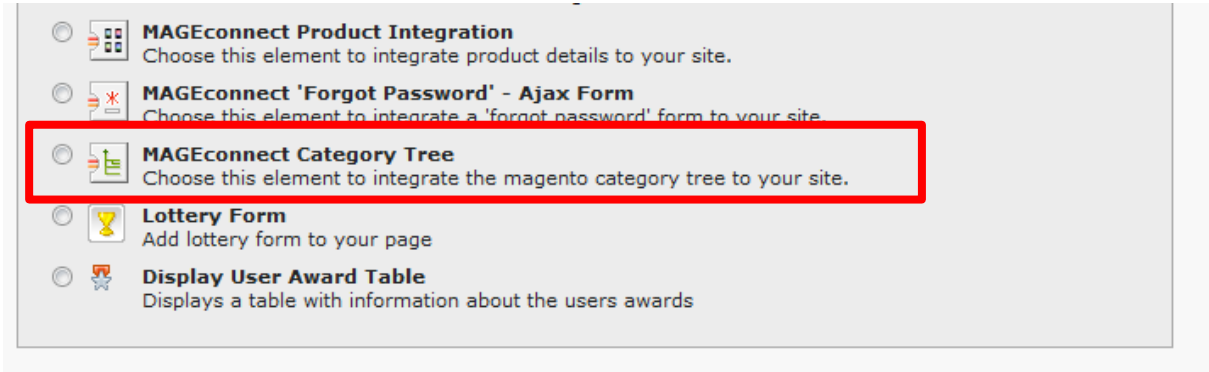 MAGEconnect Product Integration
Choose this element to integrate product details to your site.
MAGEconnect 'Forgot Password' - Ajax Form
Choose this element to integrate a 'forgot password' form to your site.
MAGEconnect Category Tree
Choose this element to integrate the magento category tree to your site.
Lottery Form
Add lottery form to your page
Display User Award Table
Displays a table with information about the users awards